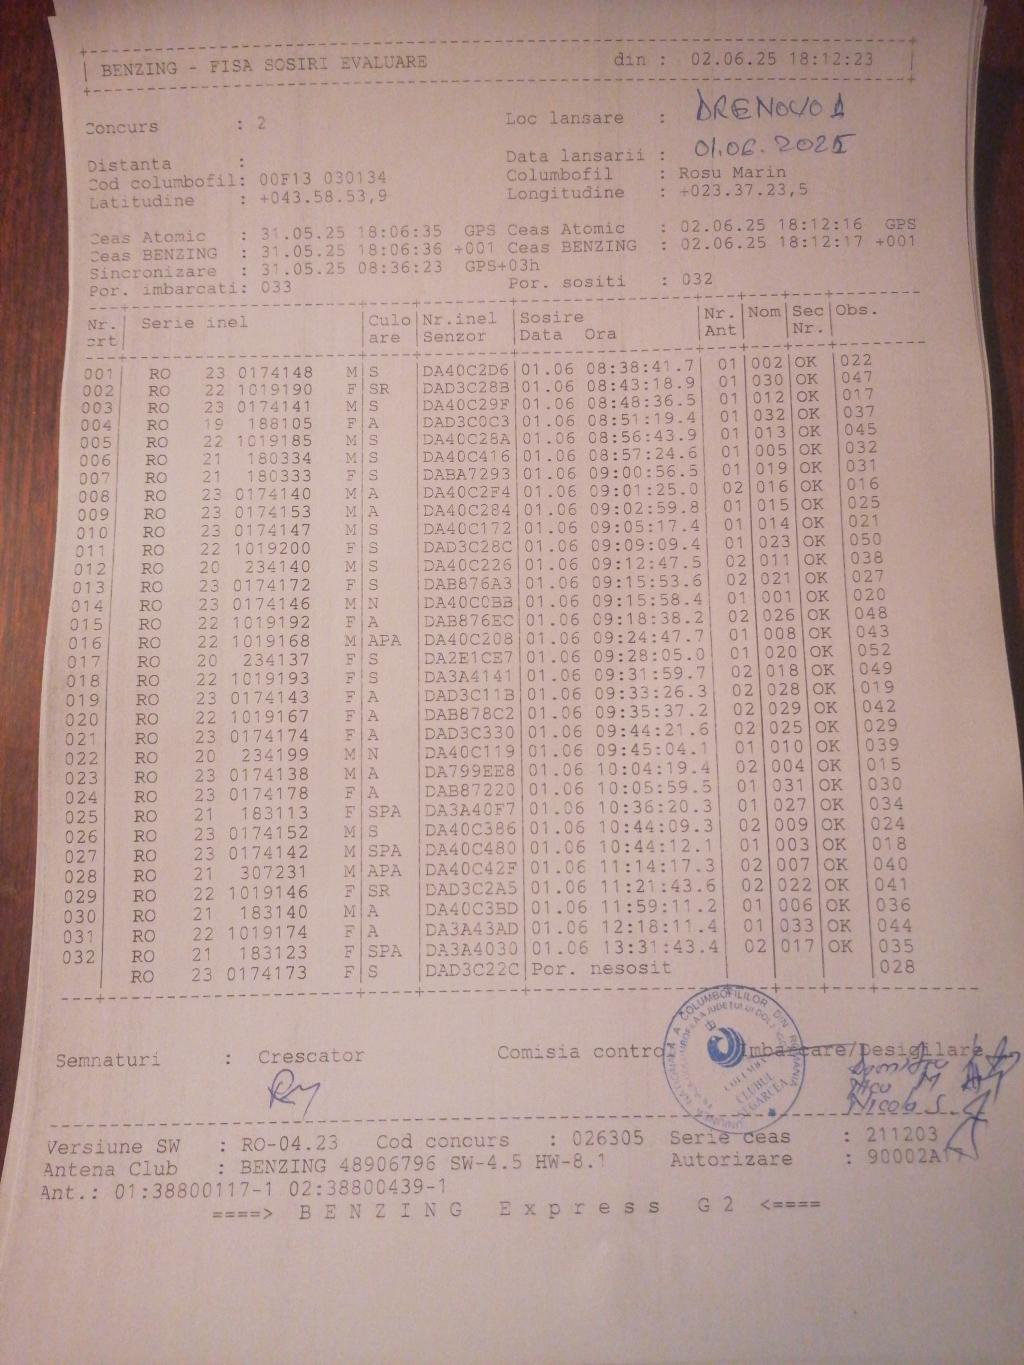 BENZING - FISA SOSIRI EVALUARE din : 02.06.25 18:12:23
Concurs : 2 Loc lansare : DRENOVO 1
Distanta : Data lansarii : 01.06.2025
Cod columbofil: 00F13 030134 Columbofil : Rosu Marin
Latitudine : +043.58.53,9 Longitudine : +023.37.23,5
Ceas Atomic : 31.05.25 18:06:35 GPS Ceas Atomic : 02.06.25 18:12:16 GPS
Ceas BENZING : 31.05.25 18:06:36 +001 Ceas BENZING : 02.06.25 18:12:17 +001
Sincronizare : 31.05.25 08:36:23 GPS+03h
Por. imbarcati: 033 Por. sositi : 032
Nr. Serie inel Culo Nr.inel Sosire Nr. Nom Sec Obs.
crt are Senzor Data Ora Ant Nr.
001 RO 23 0174148 M S DA40C2D6 01.06 08:38:41.7 01 002 OK 022
002 RO 22 1019190 F SR DAD3C28B 01.06 08:43:18.9 01 030 OK 047
003 RO 23 0174141 M S DA40C29F 01.06 08:48:36.5 01 012 OK 017
004 RO 19 188105 F A DAD3C0C3 01.06 08:51:19.4 01 032 OK 037
005 RO 22 1019185 M S DA40C28A 01.06 08:56:43.9 01 013 OK 045
006 RO 21 180334 M S DA40C416 01.06 08:57:24.6 01 005 OK 032
007 RO 21 180333 F S DABA7293 01.06 09:00:56.5 01 019 OK 031
008 RO 23 0174140 M A DA40C2F4 01.06 09:01:25.0 02 016 OK 016
009 RO 23 0174153 M A DA40C284 01.06 09:02:59.8 01 015 OK 025
010 RO 23 0174147 M S DA40C172 01.06 09:05:17.4 01 014 OK 021
011 RO 22 1019200 F S DAD3C28C 01.06 09:09:09.4 01 023 OK 050
012 RO 20 234140 M S DA40C226 01.06 09:12:47.5 02 011 OK 038
013 RO 23 0174172 F S DAB876A3 01.06 09:15:53.6 02 021 OK 027
014 RO 23 0174146 M N DA40C0BB 01.06 09:15:58.4 01 001 OK 020
015 RO 22 1019192 F A DAB876EC 01.06 09:18:38.2 02 026 OK 048
016 RO 22 1019168 M APA DA40C208 01.06 09:24:47.7 01 008 OK 043
017 RO 20 234137 F S DA2E1CE7 01.06 09:28:05.0 01 020 OK 052
018 RO 22 1019193 F S DA3A4141 01.06 09:31:59.7 02 018 OK 049
019 RO 23 0174143 F A DAD3C11B 01.06 09:33:26.3 02 028 OK 019
020 RO 22 1019167 F A DAB878C2 01.06 09:35:37.2 02 029 OK 042
021 RO 23 0174174 F A DAD3C330 01.06 09:44:21.6 02 025 OK 029
022 RO 20 234199 M N DA40C119 01.06 09:45:04.1 01 010 OK 039
023 RO 23 0174138 M A DA799EE8 01.06 10:04:19.4 02 004 OK 015
024 RO 23 0174178 F A DAB87220 01.06 10:05:59.5 01 031 OK 030
025 RO 21 183113 F SPA DA3A40F7 01.06 10:36:20.3 01 027 OK 034
026 RO 23 0174152 M S DA40C386 01.06 10:44:09.3 02 009 OK 024
027 RO 23 0174142 M SPA DA40C480 01.06 10:44:12.1 01 003 OK 018
028 RO 21 307231 M APA DA40C42F 01.06 11:14:17.3 02 007 OK 040
029 RO 22 1019146 F SR DAD3C2A5 01.06 11:21:43.6 02 022 OK 041
030 RO 21 183140 M A DA40C3BD 01.06 11:59:11.2 01 006 OK 036
031 RO 22 1019174 F A DA3A43AD 01.06 12:18:11.4 01 033 OK 044
032 RO 21 183123 F SPA DA3A4030 01.06 13:31:43.4 02 017 OK 035
RO 23 0174173 F S DAD3C22C Por. nesosit 028
Semnaturi : Crescator Comisia control Imbarcare/Desigilare
COLUMBOFILILOR DIN ROMANIA
CLUBUL
SEGARCEA
Nicola S
Versiune SW : RO-04.23 Cod concurs : 026305 Serie ceas : 211203
Antena Club : BENZING 48906796 SW-4.5 HW-8.1 Autorizare : 90002A
Ant.: 01:38800117-1 02:38800439-1
====> BENZING Express G2 <====